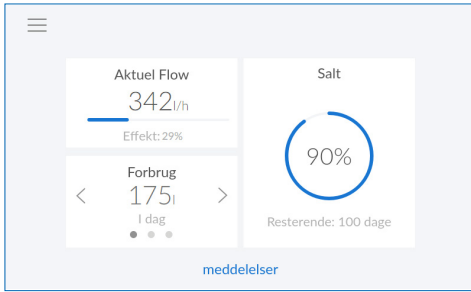 Aktuel Flow
342l/h
Effekt: 29%
Forbrug
175l
I dag
Salt
90%
Resterende: 100 dage
meddelelser